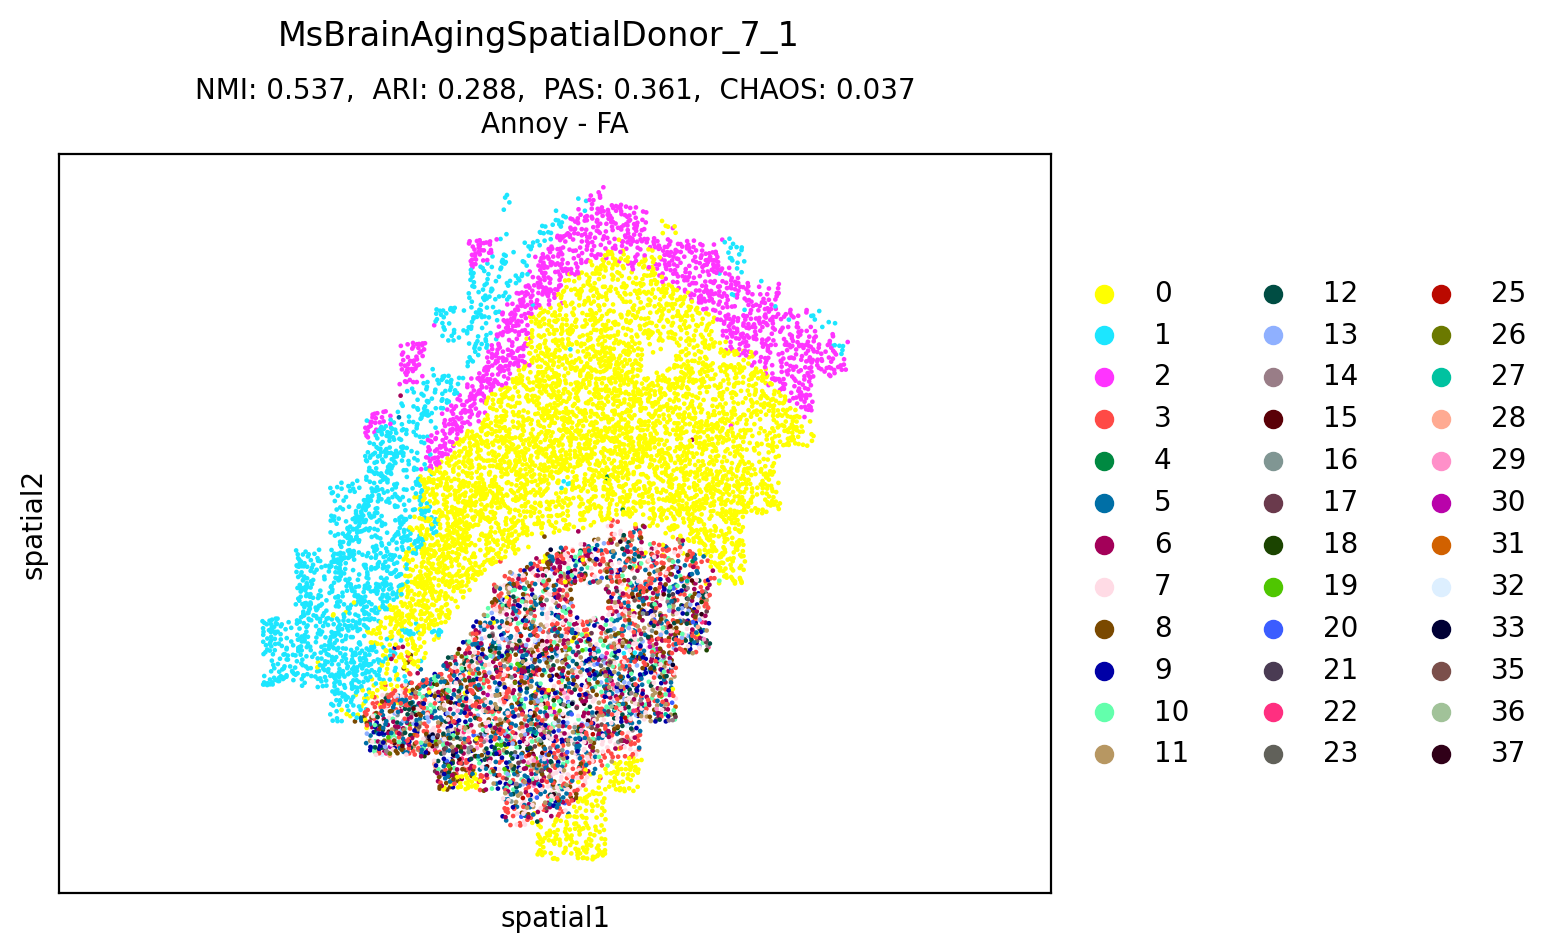 MsBrainAgingSpatialDonor_7_1
NMI: 0.537,  ARI: 0.288,  PAS: 0.361,  CHAOS: 0.037
Annoy - FA
spatial2
spatial1
0 12 25
1 13 26
2 14 27
3 15 28
4 16 29
5 17 30
6 18 31
7 19 32
8 20 33
9 21 35
10 22 36
11 23 37